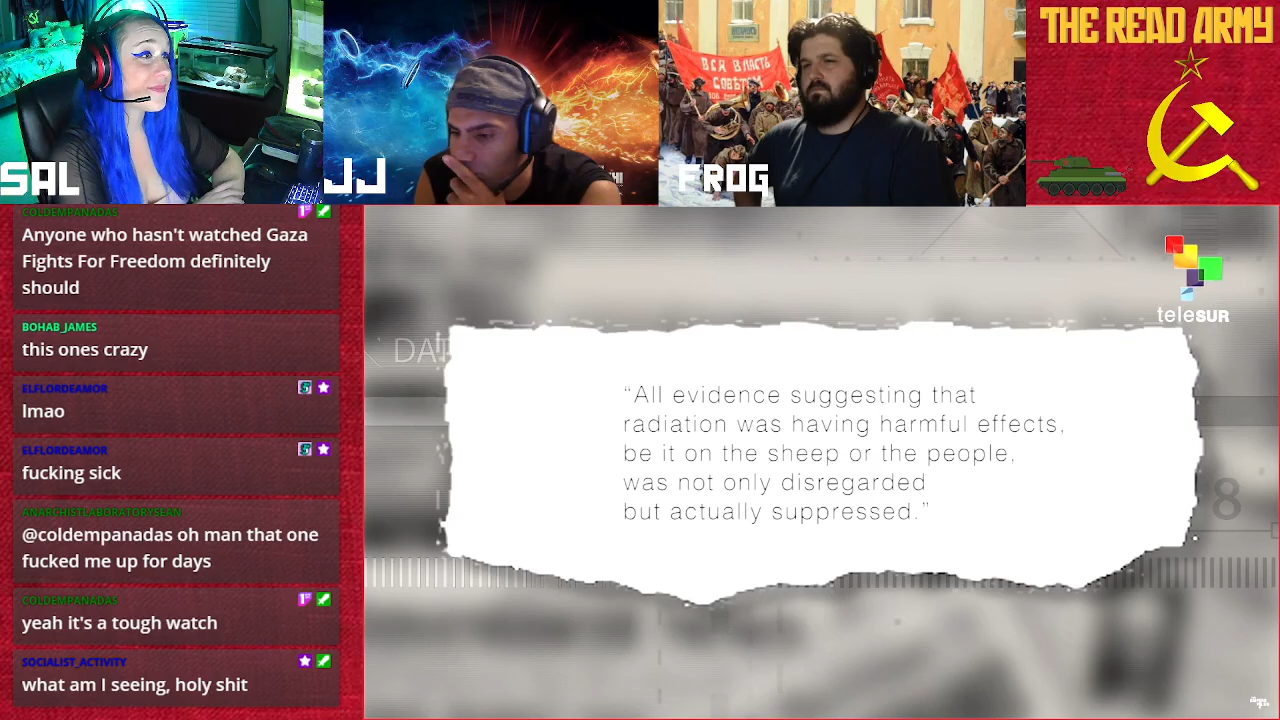 THE READ ARMY
ВСЯ ВЛАСТЬ
СОВѢТАМ
SAL
JJ
FROG
COLDEMPANADAS
Anyone who hasn't watched Gaza
Fights For Freedom definitely
should
BOHAB_JAMES
this ones crazy
ELFLORDEAMOR
lmao
ELFLORDEAMOR
fucking sick
ANARCHISTLABORATORYSEAN
@coldempanadas oh man that one
fucked me up for days
COLDEMPANADAS
yeah it's a tough watch
SOCIALIST_ACTIVITY
what am I seeing, holy shit
teleSUR
DAT
“All evidence suggesting that
radiation was having harmful effects,
be it on the sheep or the people,
was not only disregarded
but actually suppressed.”
8